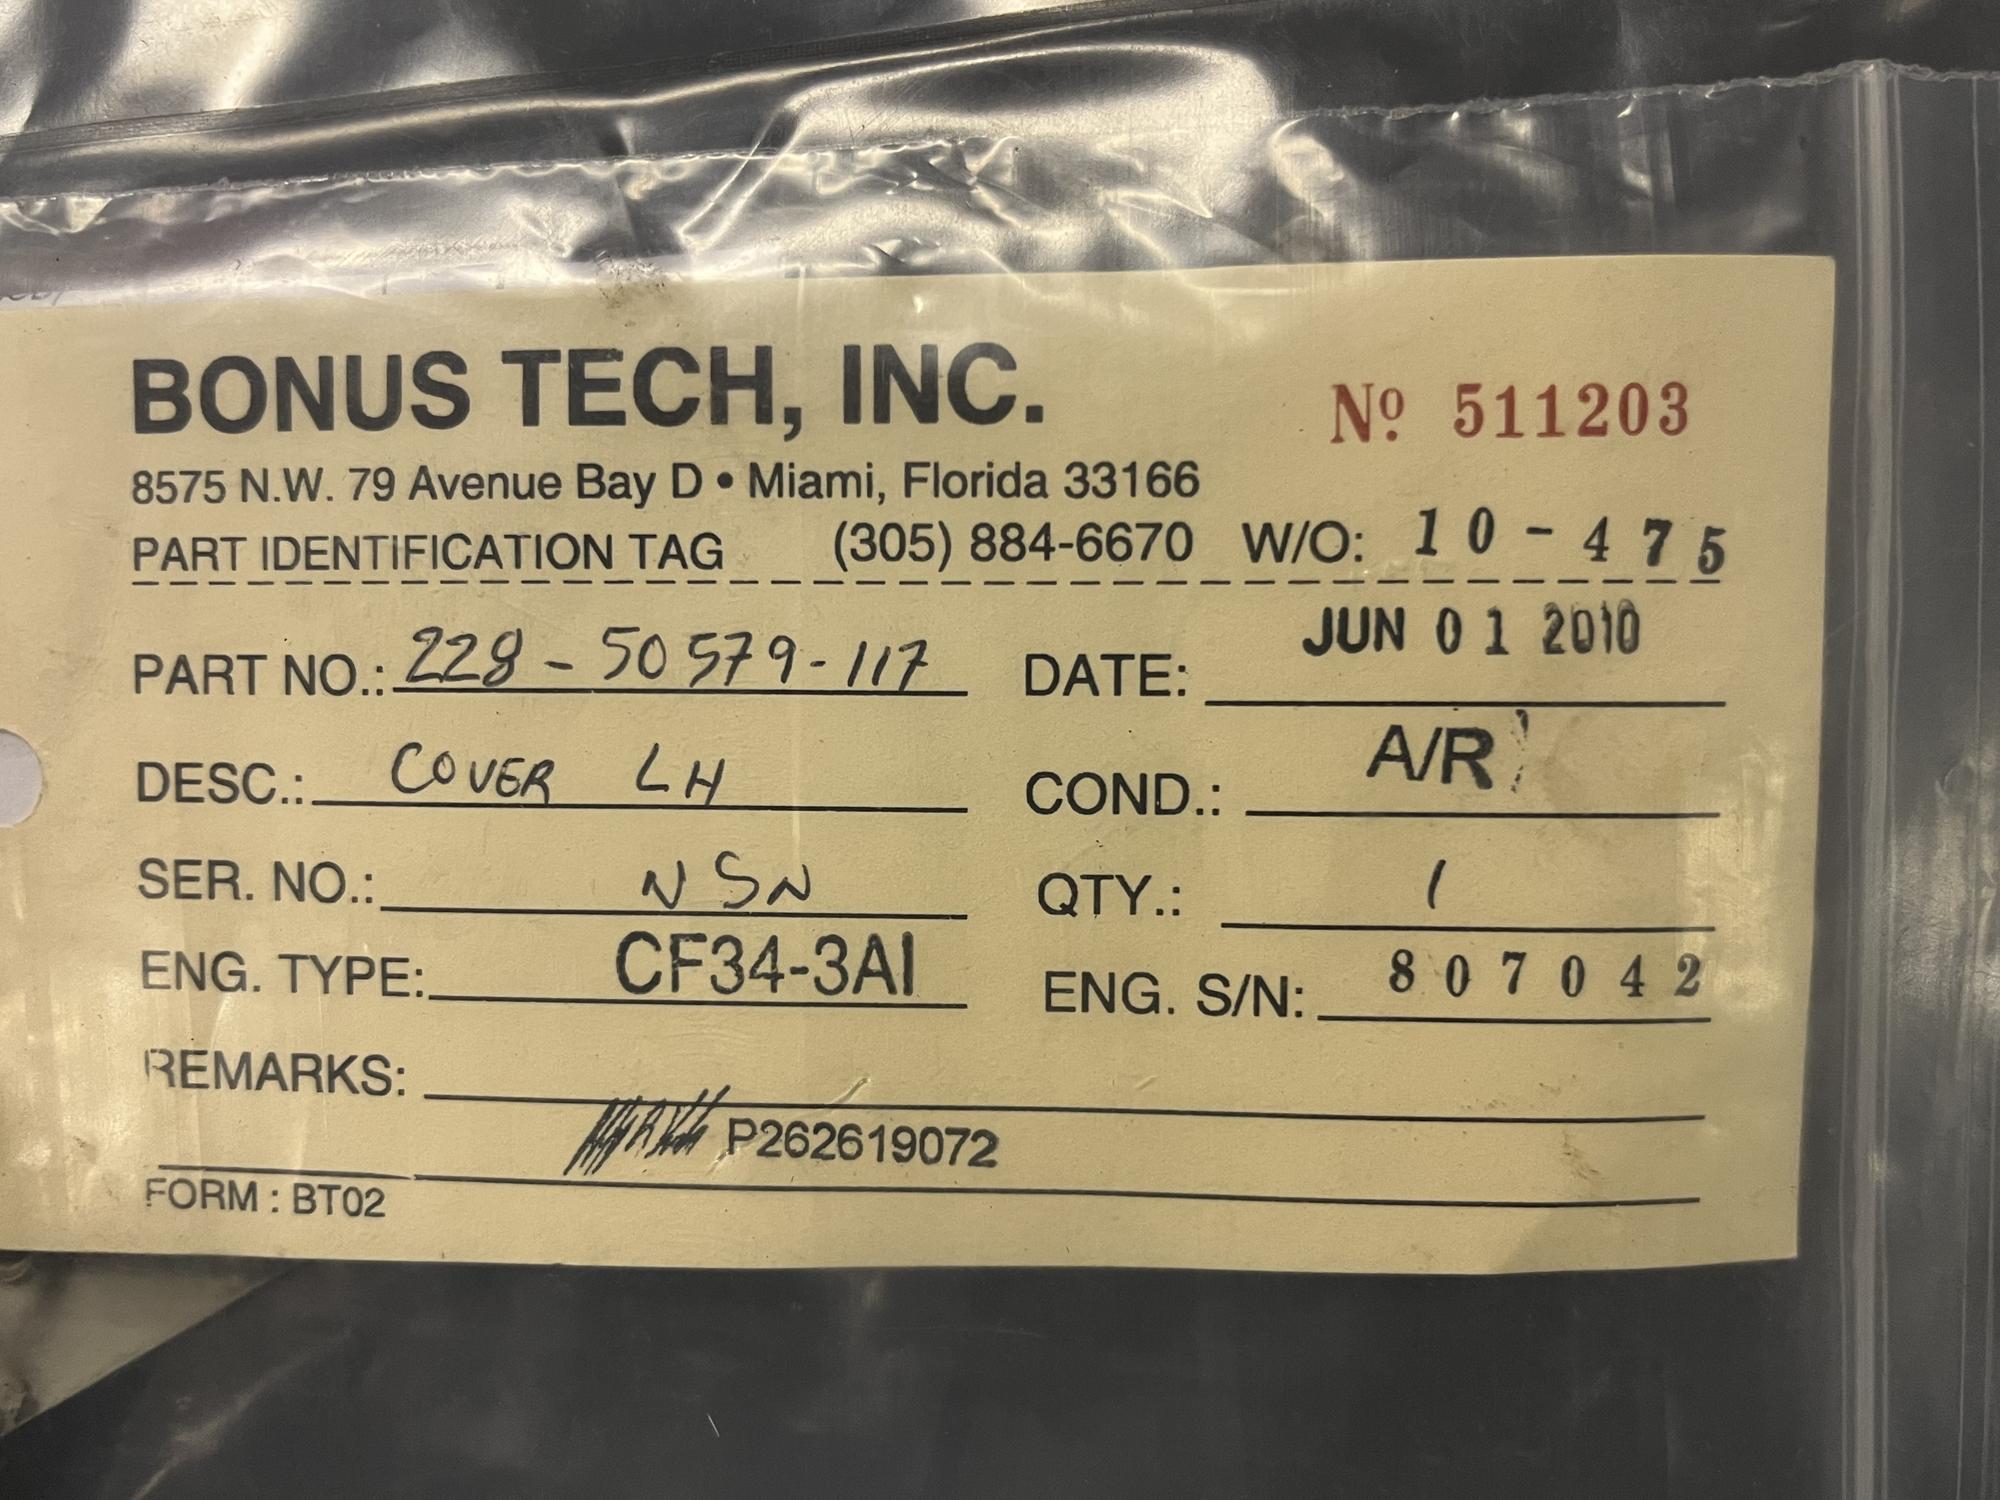 BONUS TECH, INC.
Nº 511203
8575 N.W. 79 Avenue Bay D • Miami, Florida 33166
PART IDENTIFICATION TAG (305) 884-6670 W/O: 10-475
PART NO.: 228-50579-117 DATE: JUN 01 2010
DESC.: COVER LH COND.: A/R
SER. NO.: NSN QTY.: 1
ENG. TYPE: CF34-3A1 ENG. S/N: 807042
REMARKS:
P262619072
FORM : BT02